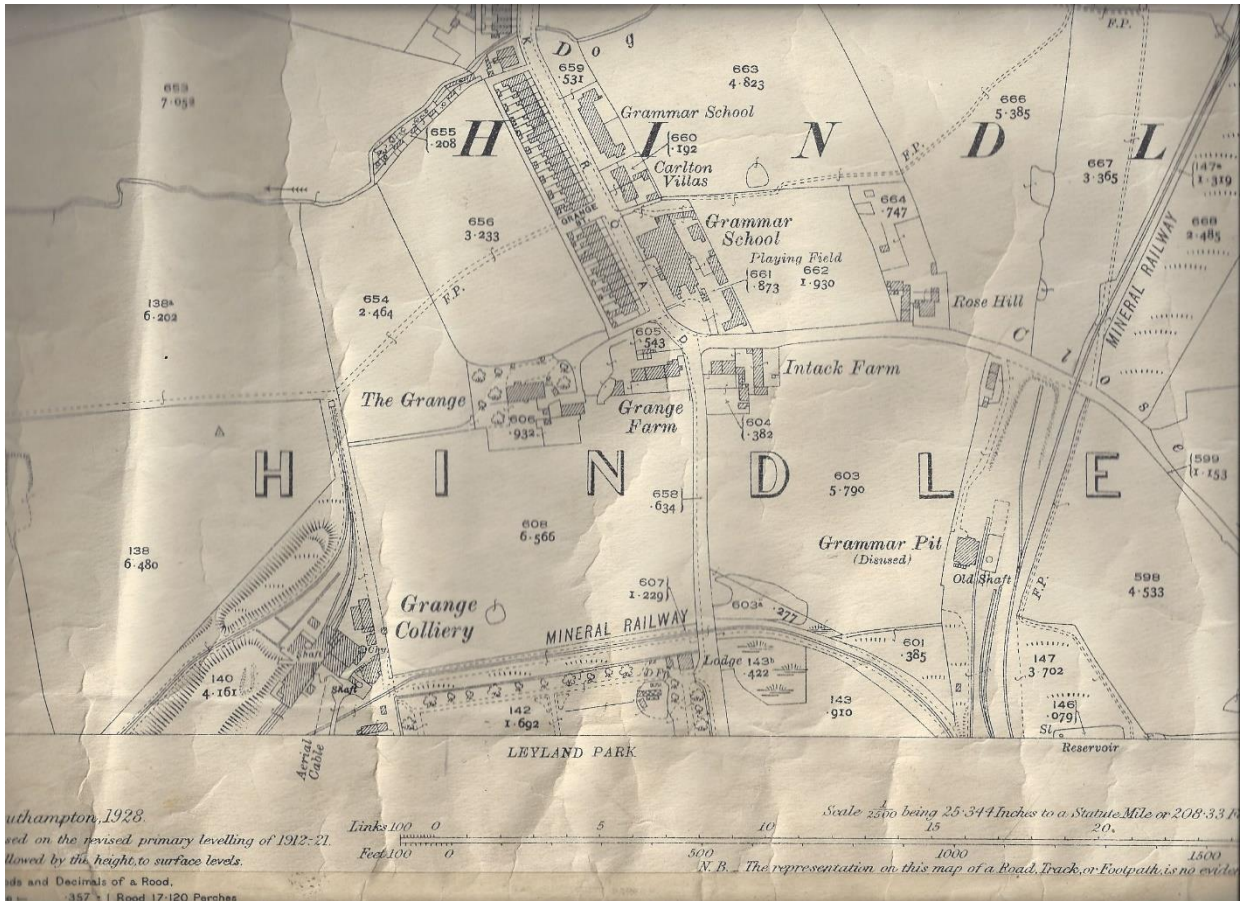 F.P.
Dog
K
659
.531
663
4.823
653
7.052
666
5.385
Grammar School
655
.208
660
.192
H I N D L
F.P.
667
3.365
147a
1.319
Carlton
Villas
R
664
.747
656
3.233
GRANGE
O
Grammar
School
668
2.485
MINERAL RAILWAY
Playing Field
661
.873
662
1.930
138a
6.202
654
2.464
F.P.
A
Rose Hill
605
.543
D
Close
Intack Farm
The Grange
606
.932
Grange
Farm
604
.382
599
1.153
H I N D L E
603
5.790
658
.634
608
6.566
138
6.480
Grammar Pit
(Disused)
Old Shaft
F.P.
598
4.533
607
1.229
603a
.277
Grange
Colliery
MINERAL RAILWAY
601
.385
Shaft
Lodge
143b
.422
147
3.702
140
4.161
Shaft
142
1.692
143
.910
146
.079
Sl.
Aerial
Cable
LEYLAND PARK
Reservoir
uthampton, 1928.
Scale 1/2500 being 25.344 Inches to a Statute Mile or 208.33 F
sed on the revised primary levelling of 1912-21.
Links 100 0 5 10 15 20
llowed by the height, to surface levels.
Feet 100 0 500 1000 1500
N.B. The representation on this map of a Road, Track, or Footpath, is no evide
ds and Decimals of a Rood,
.357 = 1 Rood 17.120 Perches